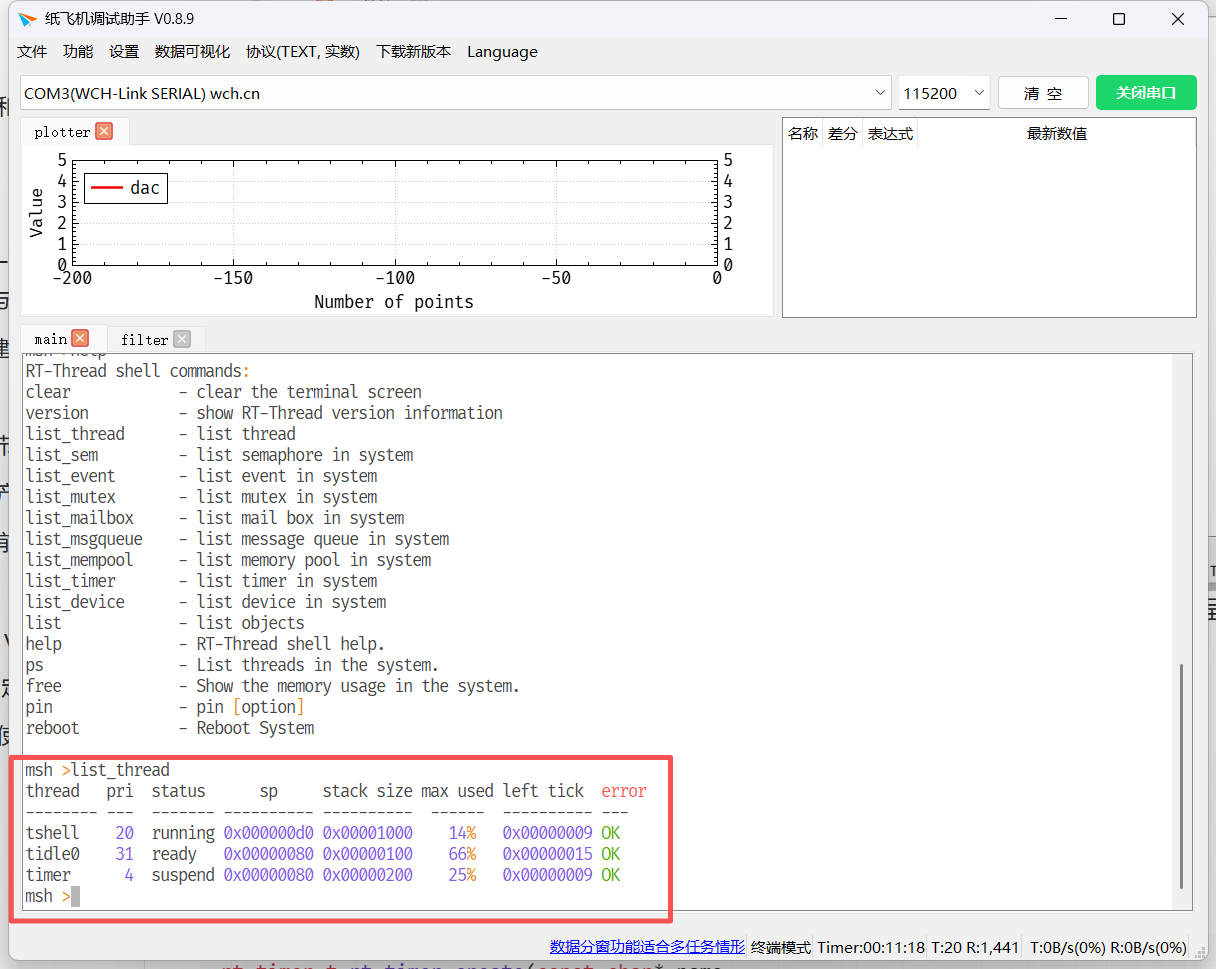 纸飞机调试助手 V0.8.9
文件 功能 设置 数据可视化 协议(TEXT, 实数) 下载新版本 Language
COM3(WCH-Link SERIAL) wch.cn 115200 清 空 关闭串口
plotter
名称 差分 表达式 最新数值
5 5
4 4
3 3
2 2
1 1
0 0
Value
dac
-200 -150 -100 -50 0
Number of points
main filter
msh >help
RT-Thread shell commands:
clear - clear the terminal screen
version - show RT-Thread version information
list_thread - list thread
list_sem - list semaphore in system
list_event - list event in system
list_mutex - list mutex in system
list_mailbox - list mail box in system
list_msgqueue - list message queue in system
list_mempool - list memory pool in system
list_timer - list timer in system
list_device - list device in system
list - list objects
help - RT-Thread shell help.
ps - List threads in the system.
free - Show the memory usage in the system.
pin - pin [option]
reboot - Reboot System
msh >list_thread
thread pri status sp stack size max used left tick error
-------- --- ------- ---------- ---------- ------ ---------- ---
tshell 20 running 0x000000d0 0x00001000 14% 0x00000009 OK
tidle0 31 ready 0x00000080 0x00000100 66% 0x00000015 OK
timer 4 suspend 0x00000080 0x00000200 25% 0x00000009 OK
msh >
数据分窗功能适合多任务情形 终端模式 Timer:00:11:18 T:20 R:1,441 T:0B/s(0%) R:0B/s(0%)